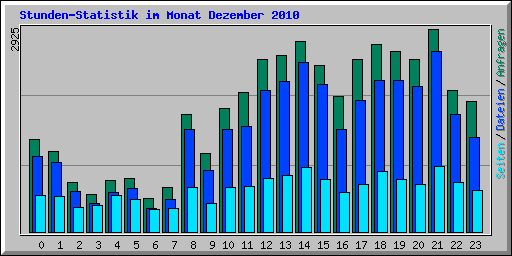 Stunden-Statistik im Monat Dezember 2010
2925
Seiten / Dateien / Anfragen
0 1 2 3 4 5 6 7 8 9 10 11 12 13 14 15 16 17 18 19 20 21 22 23